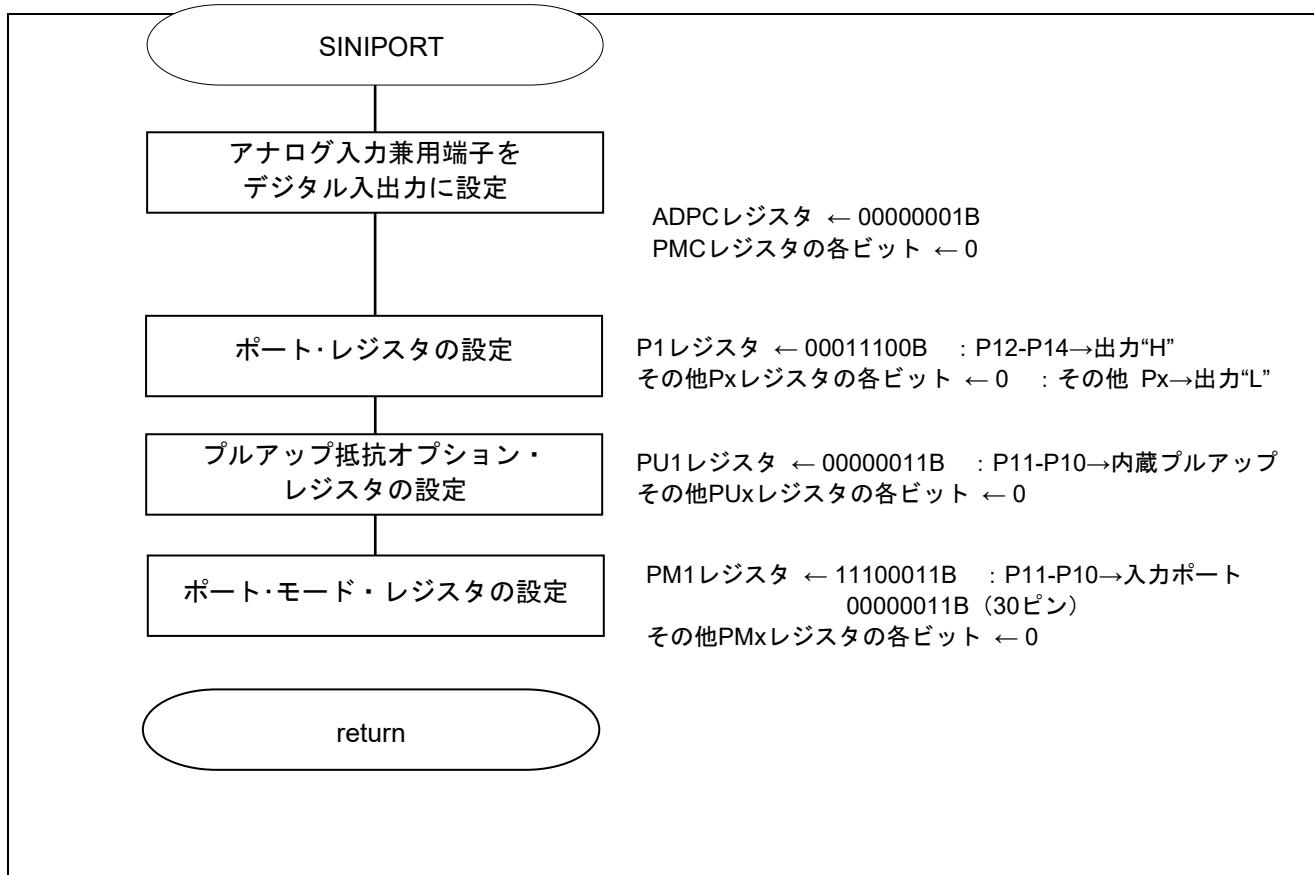 SINIPORT
アナログ入力兼用端子を
デジタル入出力に設定
ADPCレジスタ ← 00000001B
PMCレジスタの各ビット ← 0
ポート･レジスタの設定
P1レジスタ ← 00011100B ：P12-P14→出力“H”
その他Pxレジスタの各ビット ← 0 ：その他 Px→出力“L”
プルアップ抵抗オプション・
レジスタの設定
PU1レジスタ ← 00000011B ：P11-P10→内蔵プルアップ
その他PUxレジスタの各ビット ← 0
ポート･モード・レジスタの設定
PM1レジスタ ← 11100011B ：P11-P10→入力ポート
00000011B（30ピン）
その他PMxレジスタの各ビット ← 0
return